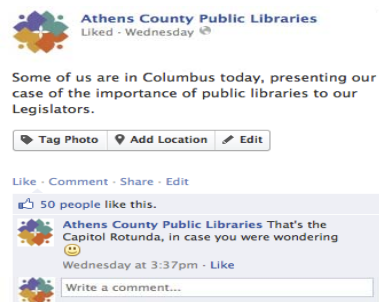 Athens County Public Libraries
Liked · Wednesday
Some of us are in Columbus today, presenting our
case of the importance of public libraries to our
Legislators.
Tag Photo Add Location Edit
Like · Comment · Share · Edit
50 people like this.
Athens County Public Libraries That's the
Capitol Rotunda, in case you were wondering
Wednesday at 3:37pm · Like
Write a comment...